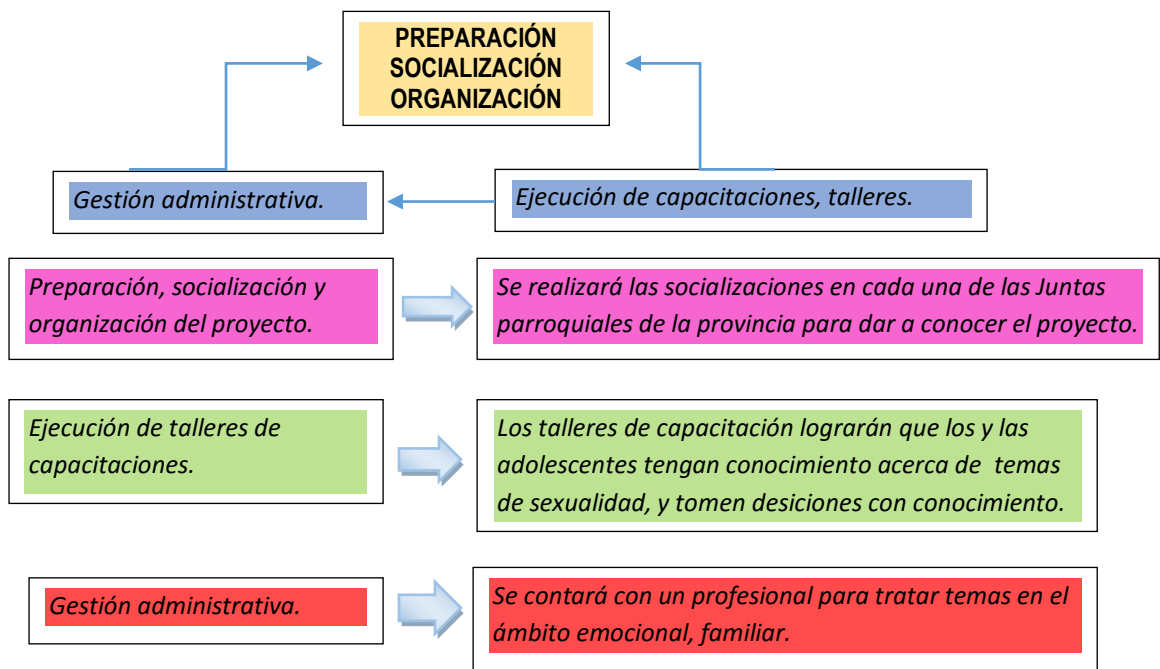 PREPARACIÓN
SOCIALIZACIÓN
ORGANIZACIÓN
Gestión administrativa.
Ejecución de capacitaciones, talleres.
Preparación, socialización y
organización del proyecto.
Se realizará las socializaciones en cada una de las Juntas
parroquiales de la provincia para dar a conocer el proyecto.
Ejecución de talleres de
capacitaciones.
Los talleres de capacitación lograrán que los y las
adolescentes tengan conocimiento acerca de  temas
de sexualidad, y tomen desiciones con conocimiento.
Gestión administrativa.
Se contará con un profesional para tratar temas en el
ámbito emocional, familiar.